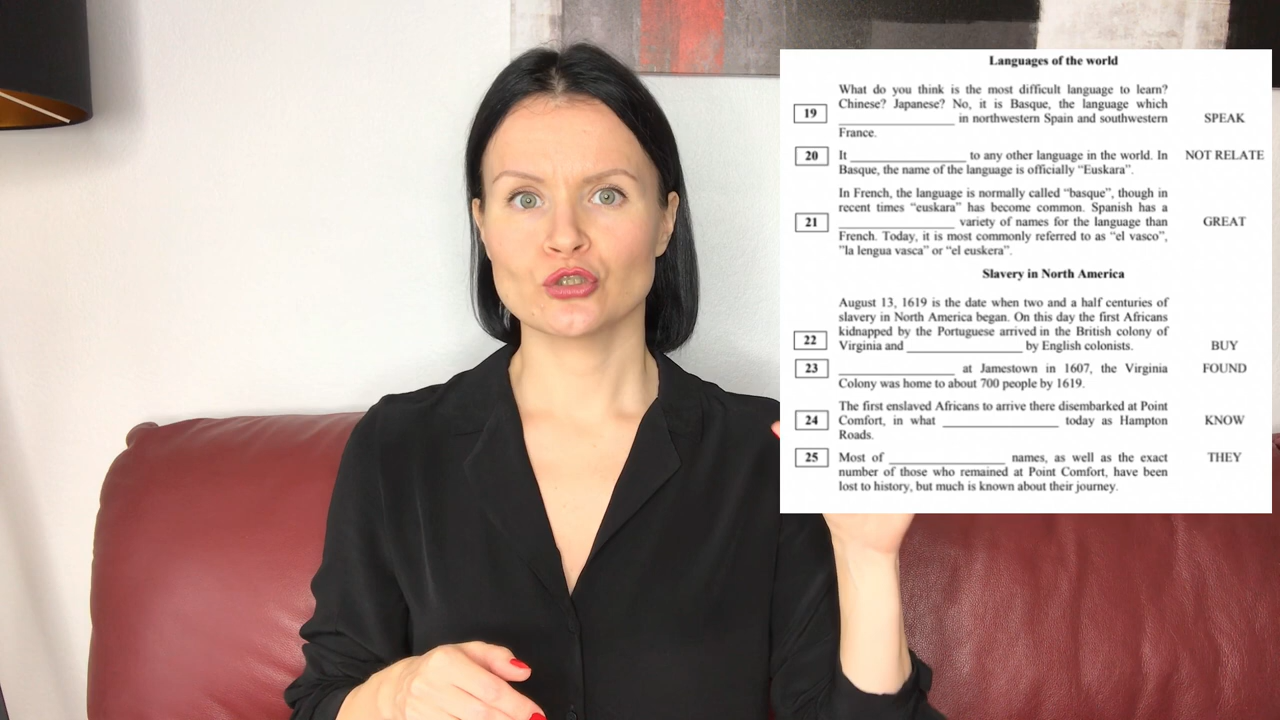 Languages of the world
What do you think is the most difficult language to learn?
Chinese? Japanese? No, it is Basque, the language which
19 ____________________ in northwestern Spain and southwestern SPEAK
France.
20 It ____________________ to any other language in the world. In NOT RELATE
Basque, the name of the language is officially “Euskara”.
In French, the language is normally called “basque”, though in
recent times “euskara” has become common. Spanish has a
21 ____________________ variety of names for the language than GREAT
French. Today, it is most commonly referred to as “el vasco”,
”la lengua vasca” or “el euskera”.
Slavery in North America
August 13, 1619 is the date when two and a half centuries of
slavery in North America began. On this day the first Africans
kidnapped by the Portuguese arrived in the British colony of
22 Virginia and ____________________ by English colonists. BUY
23 ____________________ at Jamestown in 1607, the Virginia FOUND
Colony was home to about 700 people by 1619.
The first enslaved Africans to arrive there disembarked at Point
24 Comfort, in what ____________________ today as Hampton KNOW
Roads.
25 Most of ____________________ names, as well as the exact THEY
number of those who remained at Point Comfort, have been
lost to history, but much is known about their journey.